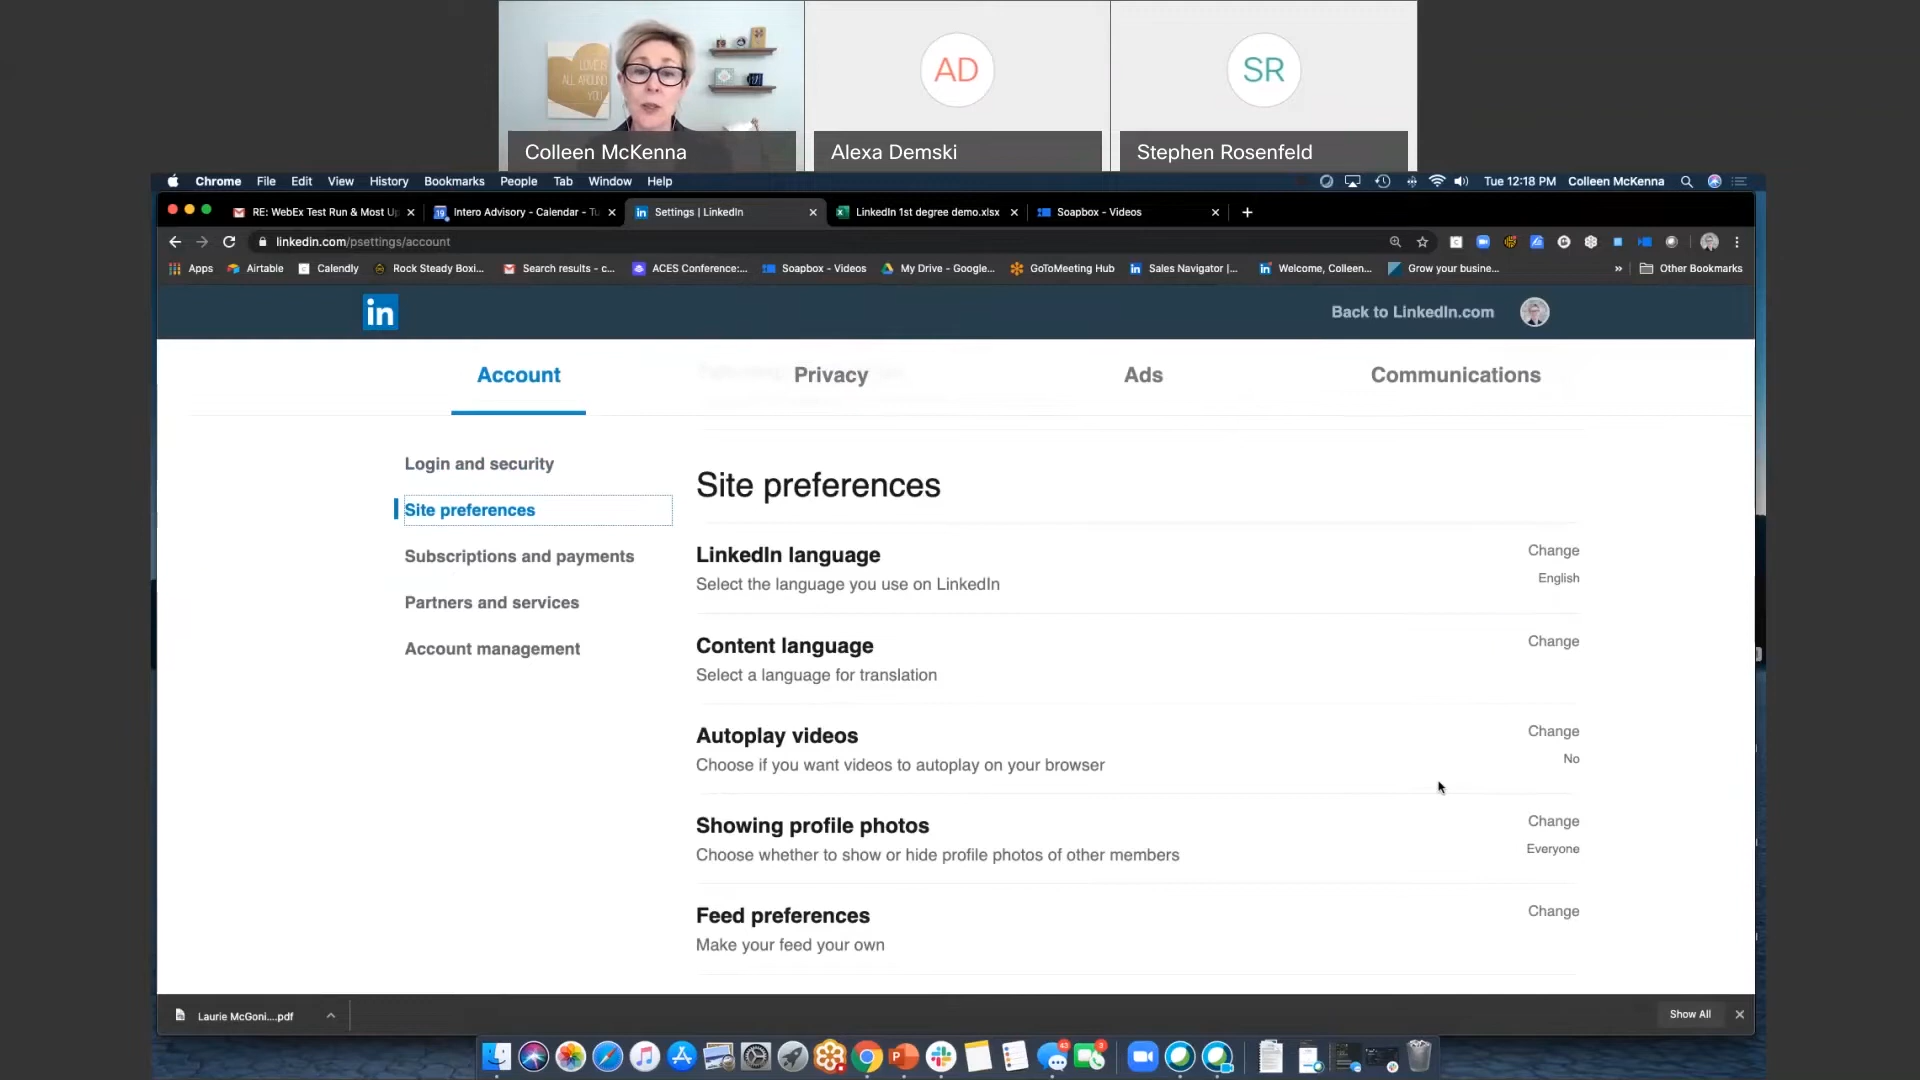 LOVE IS
ALL AROUND
YOU
AD
SR
Colleen McKenna
Alexa Demski
Stephen Rosenfeld
Chrome File Edit View History Bookmarks People Tab Window Help
Tue 12:18 PM Colleen McKenna
RE: WebEx Test Run & Most Up
Intero Advisory - Calendar - Tu
Settings | LinkedIn
LinkedIn 1st degree demo.xlsx
Soapbox - Videos
linkedin.com/psettings/account
Apps
Airtable
Calendly
Rock Steady Boxi...
Search results - c...
ACES Conference:...
Soapbox - Videos
My Drive - Google...
GoToMeeting Hub
Sales Navigator |...
Welcome, Colleen...
Grow your busine...
»
Other Bookmarks
in
Back to LinkedIn.com
Account
Privacy
Ads
Communications
Login and security
Site preferences
Subscriptions and payments
Partners and services
Account management
Site preferences
LinkedIn language
Change
Select the language you use on LinkedIn
English
Content language
Change
Select a language for translation
Autoplay videos
Change
Choose if you want videos to autoplay on your browser
No
Showing profile photos
Change
Choose whether to show or hide profile photos of other members
Everyone
Feed preferences
Change
Make your feed your own
Laurie McGoni....pdf
Show All